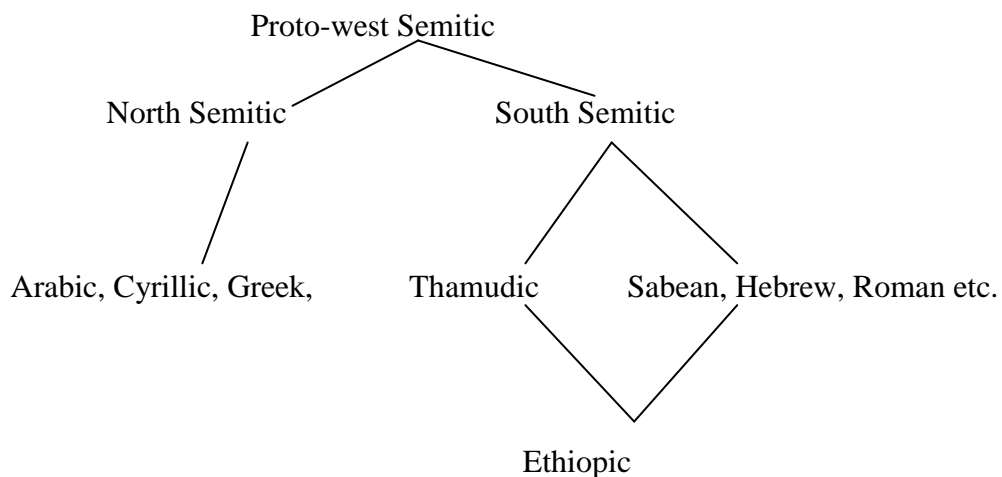 Proto-west Semitic
North Semitic
South Semitic
Arabic, Cyrillic, Greek,
Thamudic
Sabean, Hebrew, Roman etc.
Ethiopic